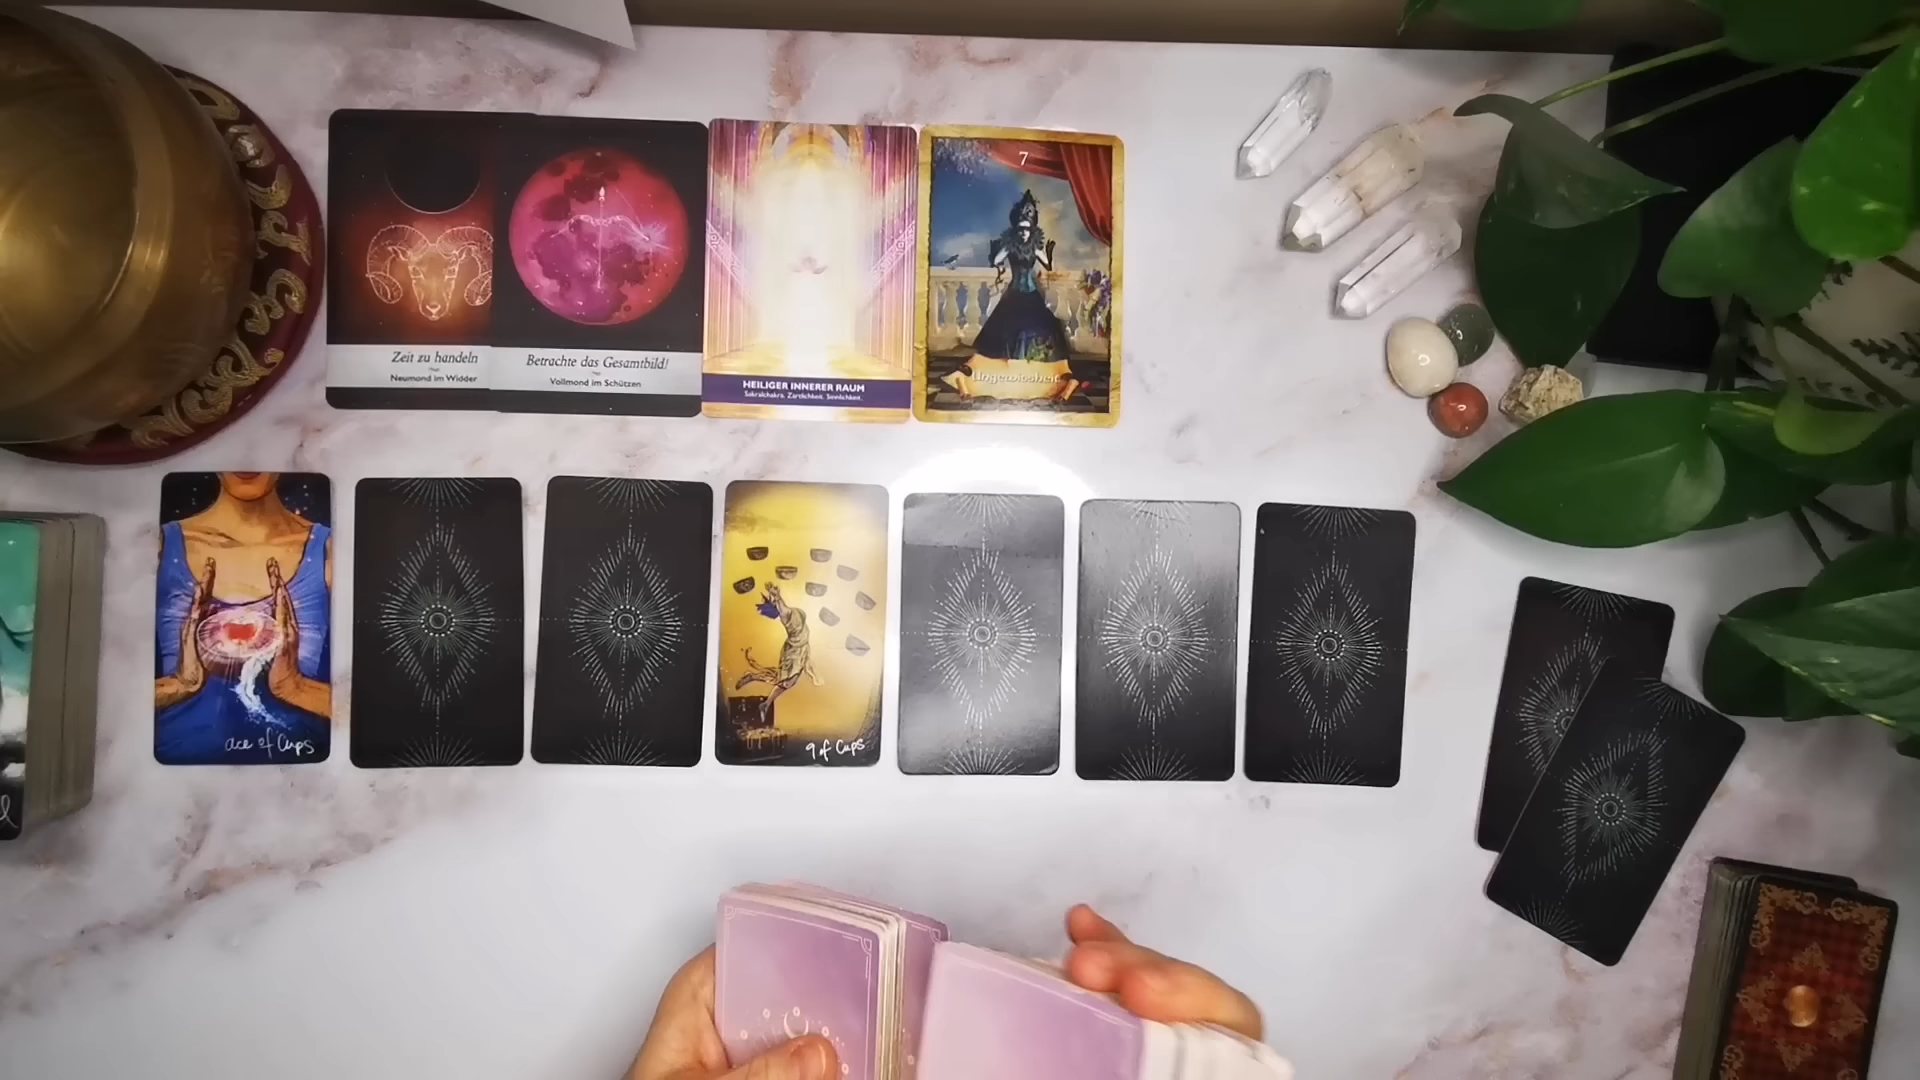 Zeit zu handeln
Neumond im Widder
Betrachte das Gesamtbild!
Vollmond im Schützen
HEILIGER INNERER RAUM
Sakralchakra. Zartlichkeit. Sinnlichkeit.
7
Ungewissheit
ace of Cups
9 of Cups